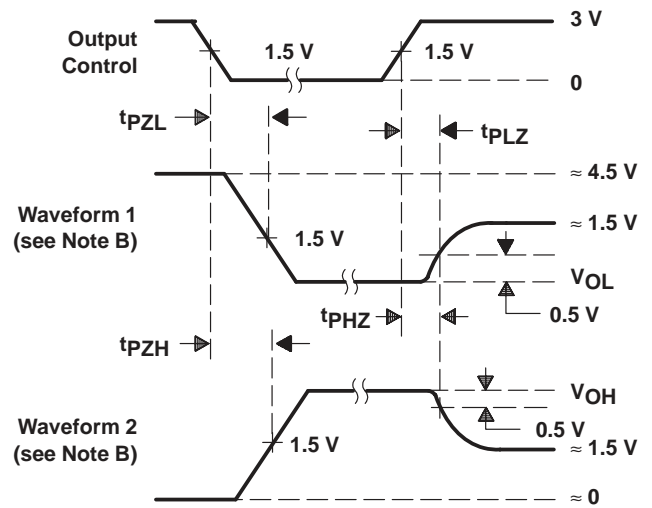 3 V
Output
Control
1.5 V
1.5 V
0
tPZL
tPLZ
≈ 4.5 V
Waveform 1
(see Note B)
≈ 1.5 V
1.5 V
VOL
0.5 V
tPHZ
tPZH
VOH
0.5 V
Waveform 2
(see Note B)
1.5 V
≈ 1.5 V
≈ 0